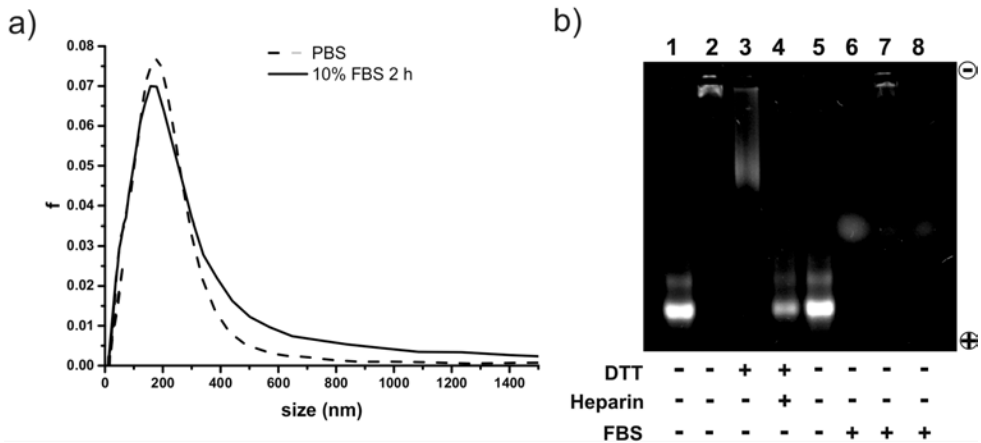 a)
0.08
0.07
0.06
0.05
0.04
0.03
0.02
0.01
0.00
f
PBS
10% FBS 2 h
0 200 400 600 800 1000 1200 1400
size (nm)
b)
1 2 3 4 5 6 7 8
-
+
DTT - - + + - - - -
Heparin - - - + - - - -
FBS - - - - - + + +